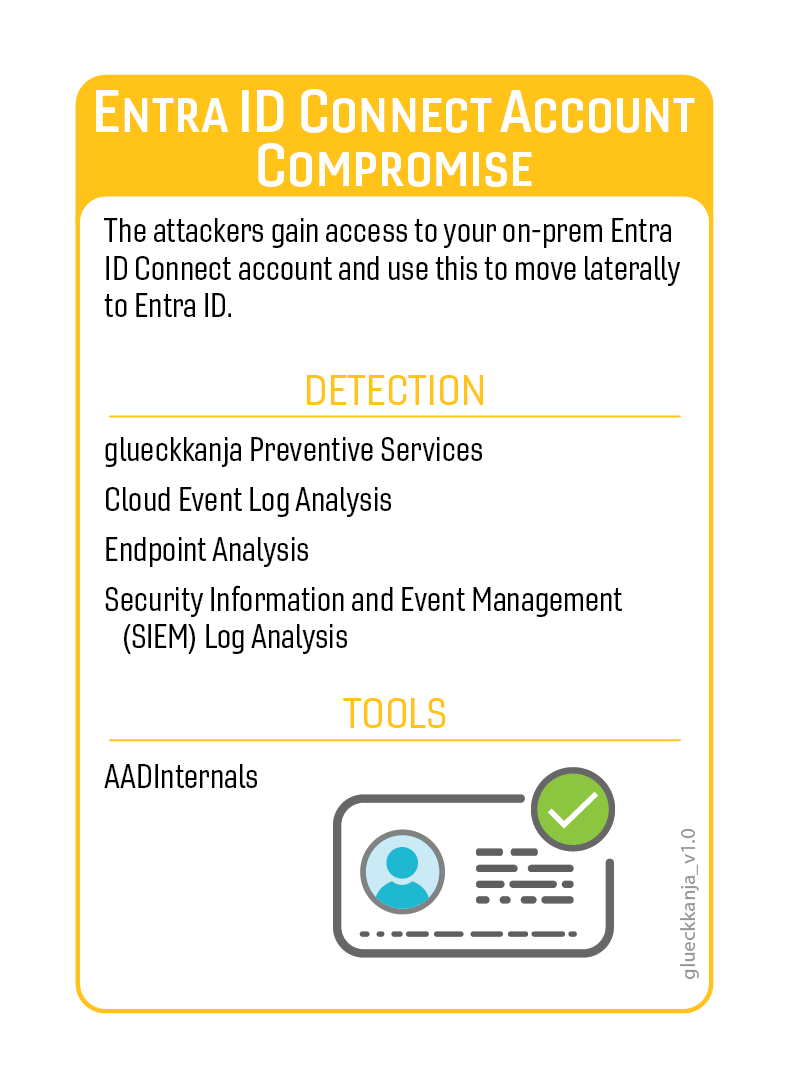 Entra ID Connect Account
Compromise
The attackers gain access to your on-prem Entra
ID Connect account and use this to move laterally
to Entra ID.
DETECTION
glueckkanja Preventive Services
Cloud Event Log Analysis
Endpoint Analysis
Security Information and Event Management
(SIEM) Log Analysis
TOOLS
AADInternals
glueckkanja_v1.0